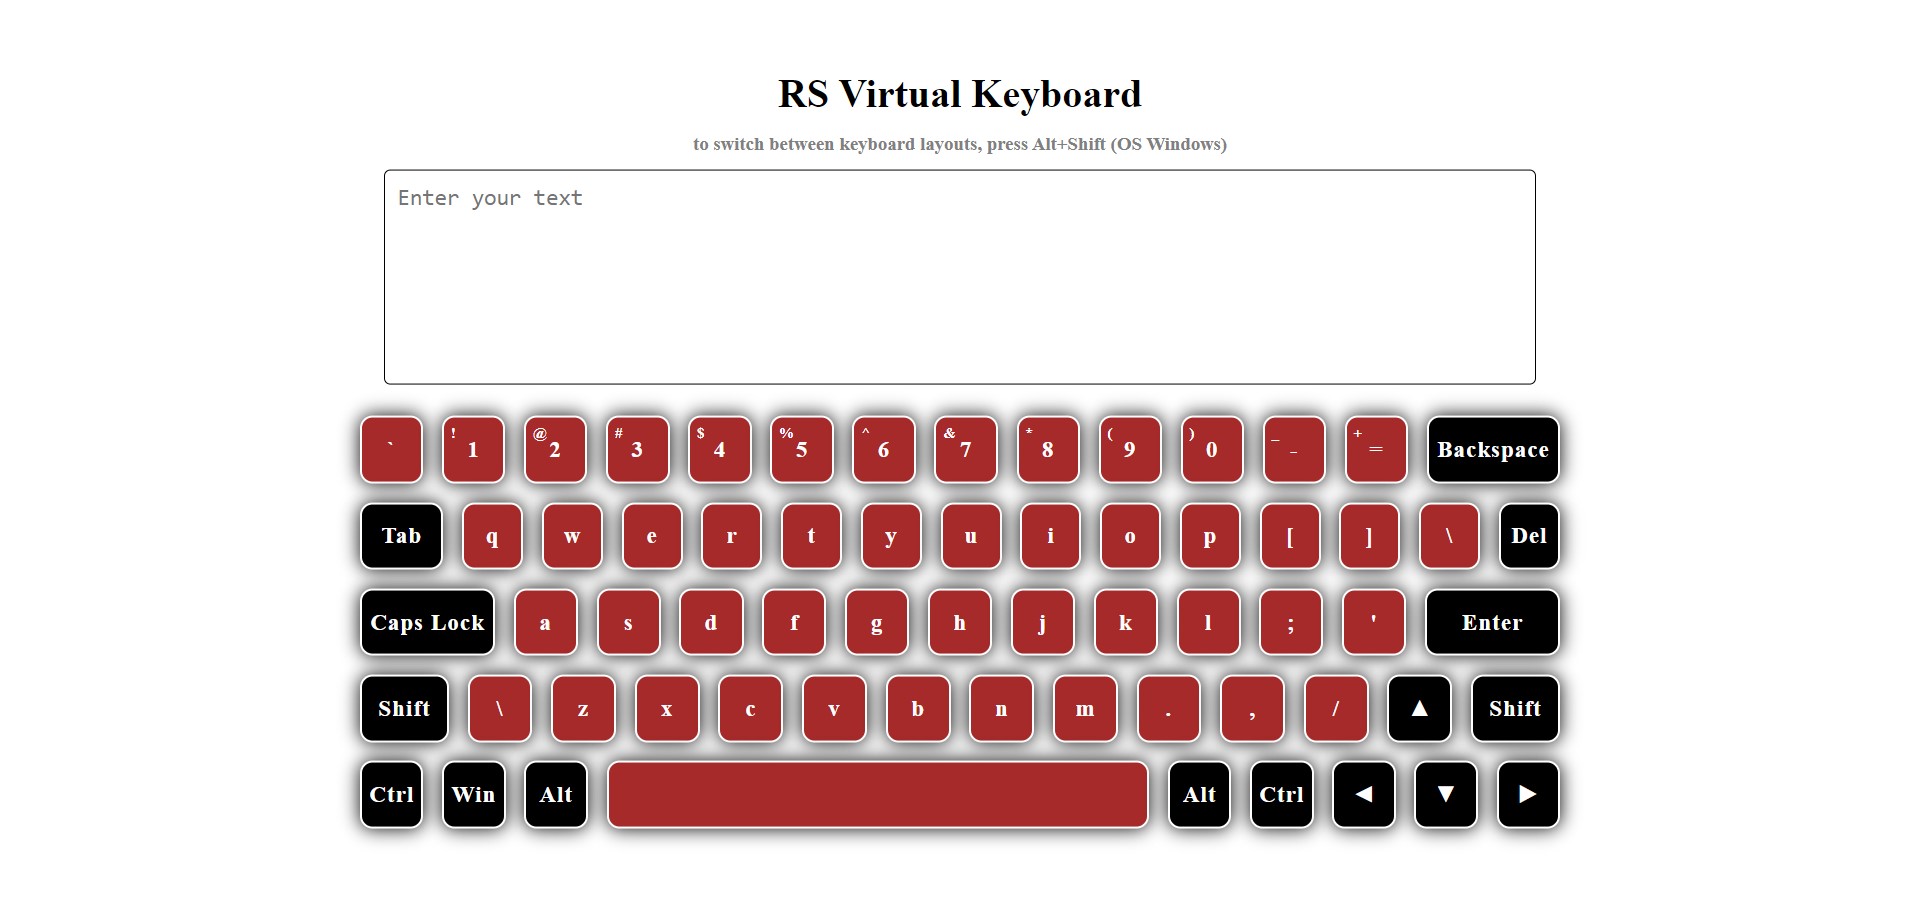 RS Virtual Keyboard
to switch between keyboard layouts, press Alt+Shift (OS Windows)
Enter your text
` ! 1 @ 2 # 3 $ 4 % 5 ^ 6 & 7 * 8 ( 9 ) 0 _ - + = Backspace
Tab q w e r t y u i o p [ ] \ Del
Caps Lock a s d f g h j k l ; ' Enter
Shift \ z x c v b n m . , / ▲ Shift
Ctrl Win Alt Alt Ctrl ◄ ▼ ►